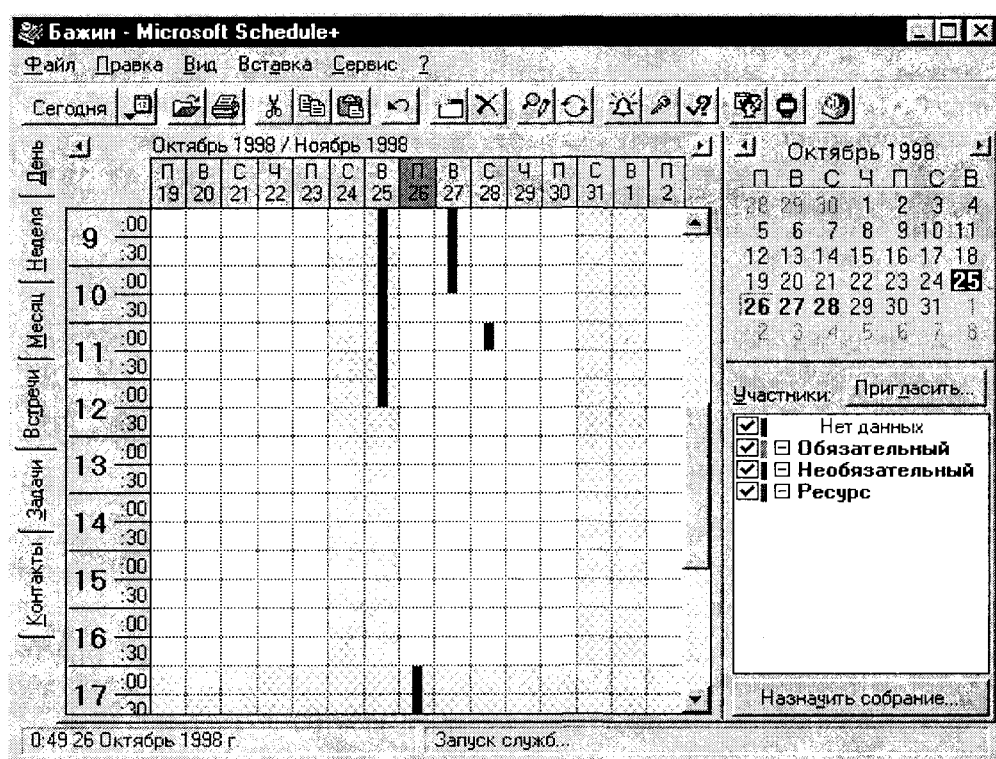 Бажин - Microsoft Schedule+
Файл Правка Вид Вставка Сервис ?
Сегодня
День
Неделя
Месяц
Встречи
Задачи
Контакты
Октябрь 1998 / Ноябрь 1998
П В С Ч П С В П В С Ч П С В П
19 20 21 22 23 24 25 26 27 28 29 30 31 1 2
9 :00
:30
10 :00
:30
11 :00
:30
12 :00
:30
13 :00
:30
14 :00
:30
15 :00
:30
16 :00
:30
17 :00
:30
Октябрь 1998
П В С Ч П С В
28 29 30 1 2 3 4
5 6 7 8 9 10 11
12 13 14 15 16 17 18
19 20 21 22 23 24 25
26 27 28 29 30 31 1
2 3 4 5 6 7 8
Участники: Пригласить...
Нет данных
Обязательный
Необязательный
Ресурс
Назначить собрание...
0:49 26 Октябрь 1998 г. Запуск служб...